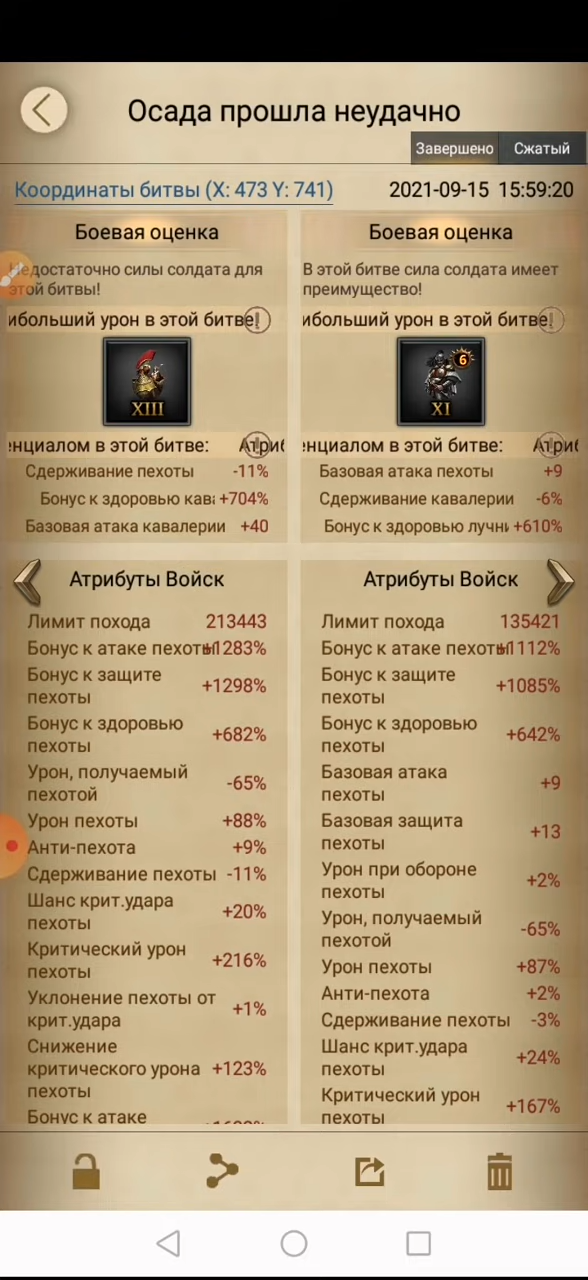 Осада прошла неудачно
Завершено
Сжатый
Координаты битвы (X: 473 Y: 741)
2021-09-15 15:59:20
Боевая оценка
едостаточно силы солдата для
этой битвы!
ибольший урон в этой битве!
XIII
енциалом в этой битве: Атриб
Сдерживание пехоты -11%
Бонус к здоровью кава +704%
Базовая атака кавалерии +40
Боевая оценка
В этой битве сила солдата имеет
преимущество!
ибольший урон в этой битве!
6
XI
енциалом в этой битве: Атриб
Базовая атака пехоты +9
Сдерживание кавалерии -6%
Бонус к здоровью лучни +610%
Атрибуты Войск
Лимит похода 213443
Бонус к атаке пехоты +1283%
Бонус к защите
пехоты +1298%
Бонус к здоровью
пехоты +682%
Урон, получаемый
пехотой -65%
Урон пехоты +88%
Анти-пехота +9%
Сдерживание пехоты -11%
Шанс крит.удара
пехоты +20%
Критический урон
пехоты +216%
Уклонение пехоты от
крит.удара +1%
Снижение
критического урона +123%
пехоты
Бонус к атаке
Атрибуты Войск
Лимит похода 135421
Бонус к атаке пехоты +1112%
Бонус к защите
пехоты +1085%
Бонус к здоровью
пехоты +642%
Базовая атака
пехоты +9
Базовая защита
пехоты +13
Урон при обороне
пехоты +2%
Урон, получаемый
пехотой -65%
Урон пехоты +87%
Анти-пехота +2%
Сдерживание пехоты -3%
Шанс крит.удара
пехоты +24%
Критический урон
пехоты +167%